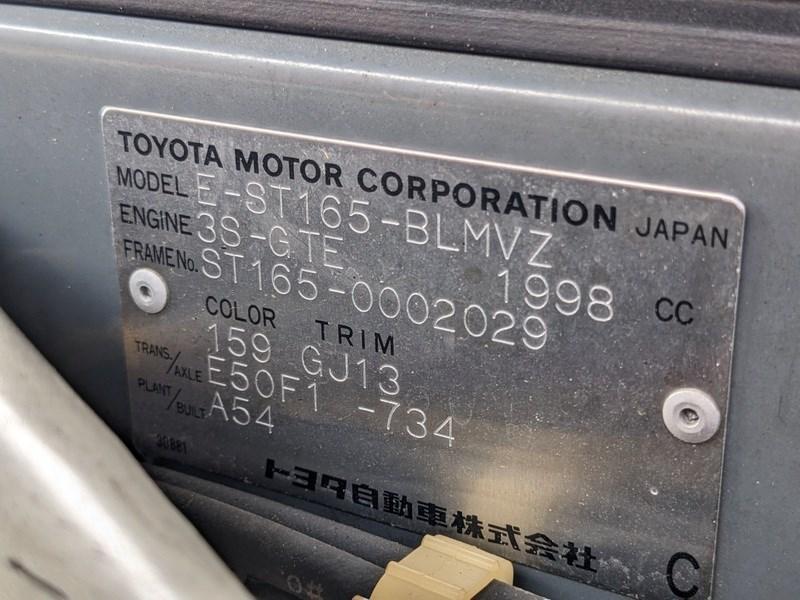 TOYOTA MOTOR CORPORATION JAPAN
MODEL E-ST165-BLMVZ
ENGINE 3S-GTE 1998 CC
FRAME No. ST165-0002029
COLOR TRIM
159 GJ13
TRANS./AXLE E50F1 -734
PLANT/BUILT A54
30881
トヨタ自動車株式会社
C